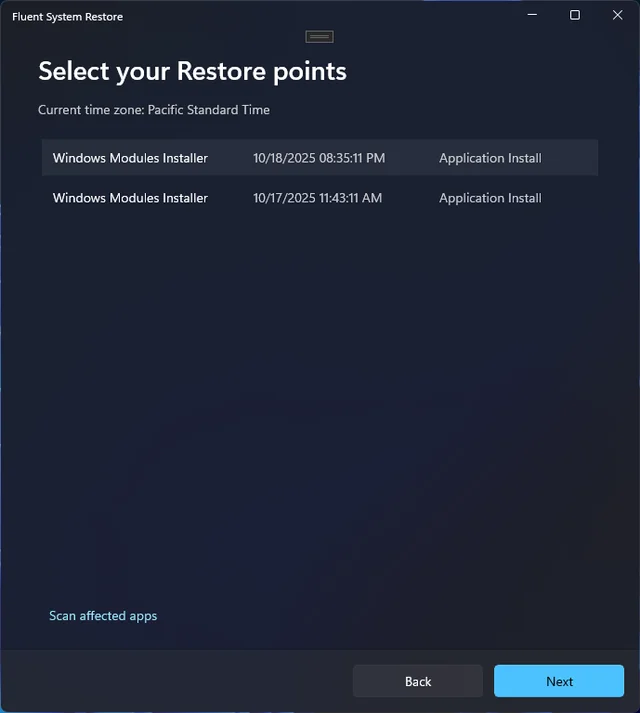 Fluent System Restore
Select your Restore points
Current time zone: Pacific Standard Time
Windows Modules Installer 10/18/2025 08:35:11 PM Application Install
Windows Modules Installer 10/17/2025 11:43:11 AM Application Install
Scan affected apps
Back Next